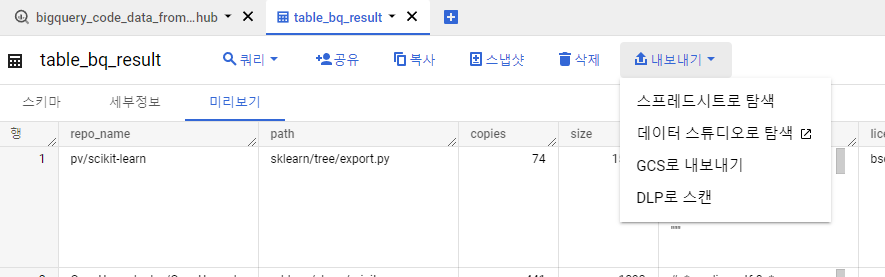 bigquery_code_data_from...hub
table_bq_result
table_bq_result 쿼리 공유 복사 스냅샷 삭제 내보내기
스키마 세부정보 미리보기
스프레드시트로 탐색
데이터 스튜디오로 탐색
GCS로 내보내기
DLP로 스캔
행 repo_name path copies size
1 pv/scikit-learn sklearn/tree/export.py 74
"""